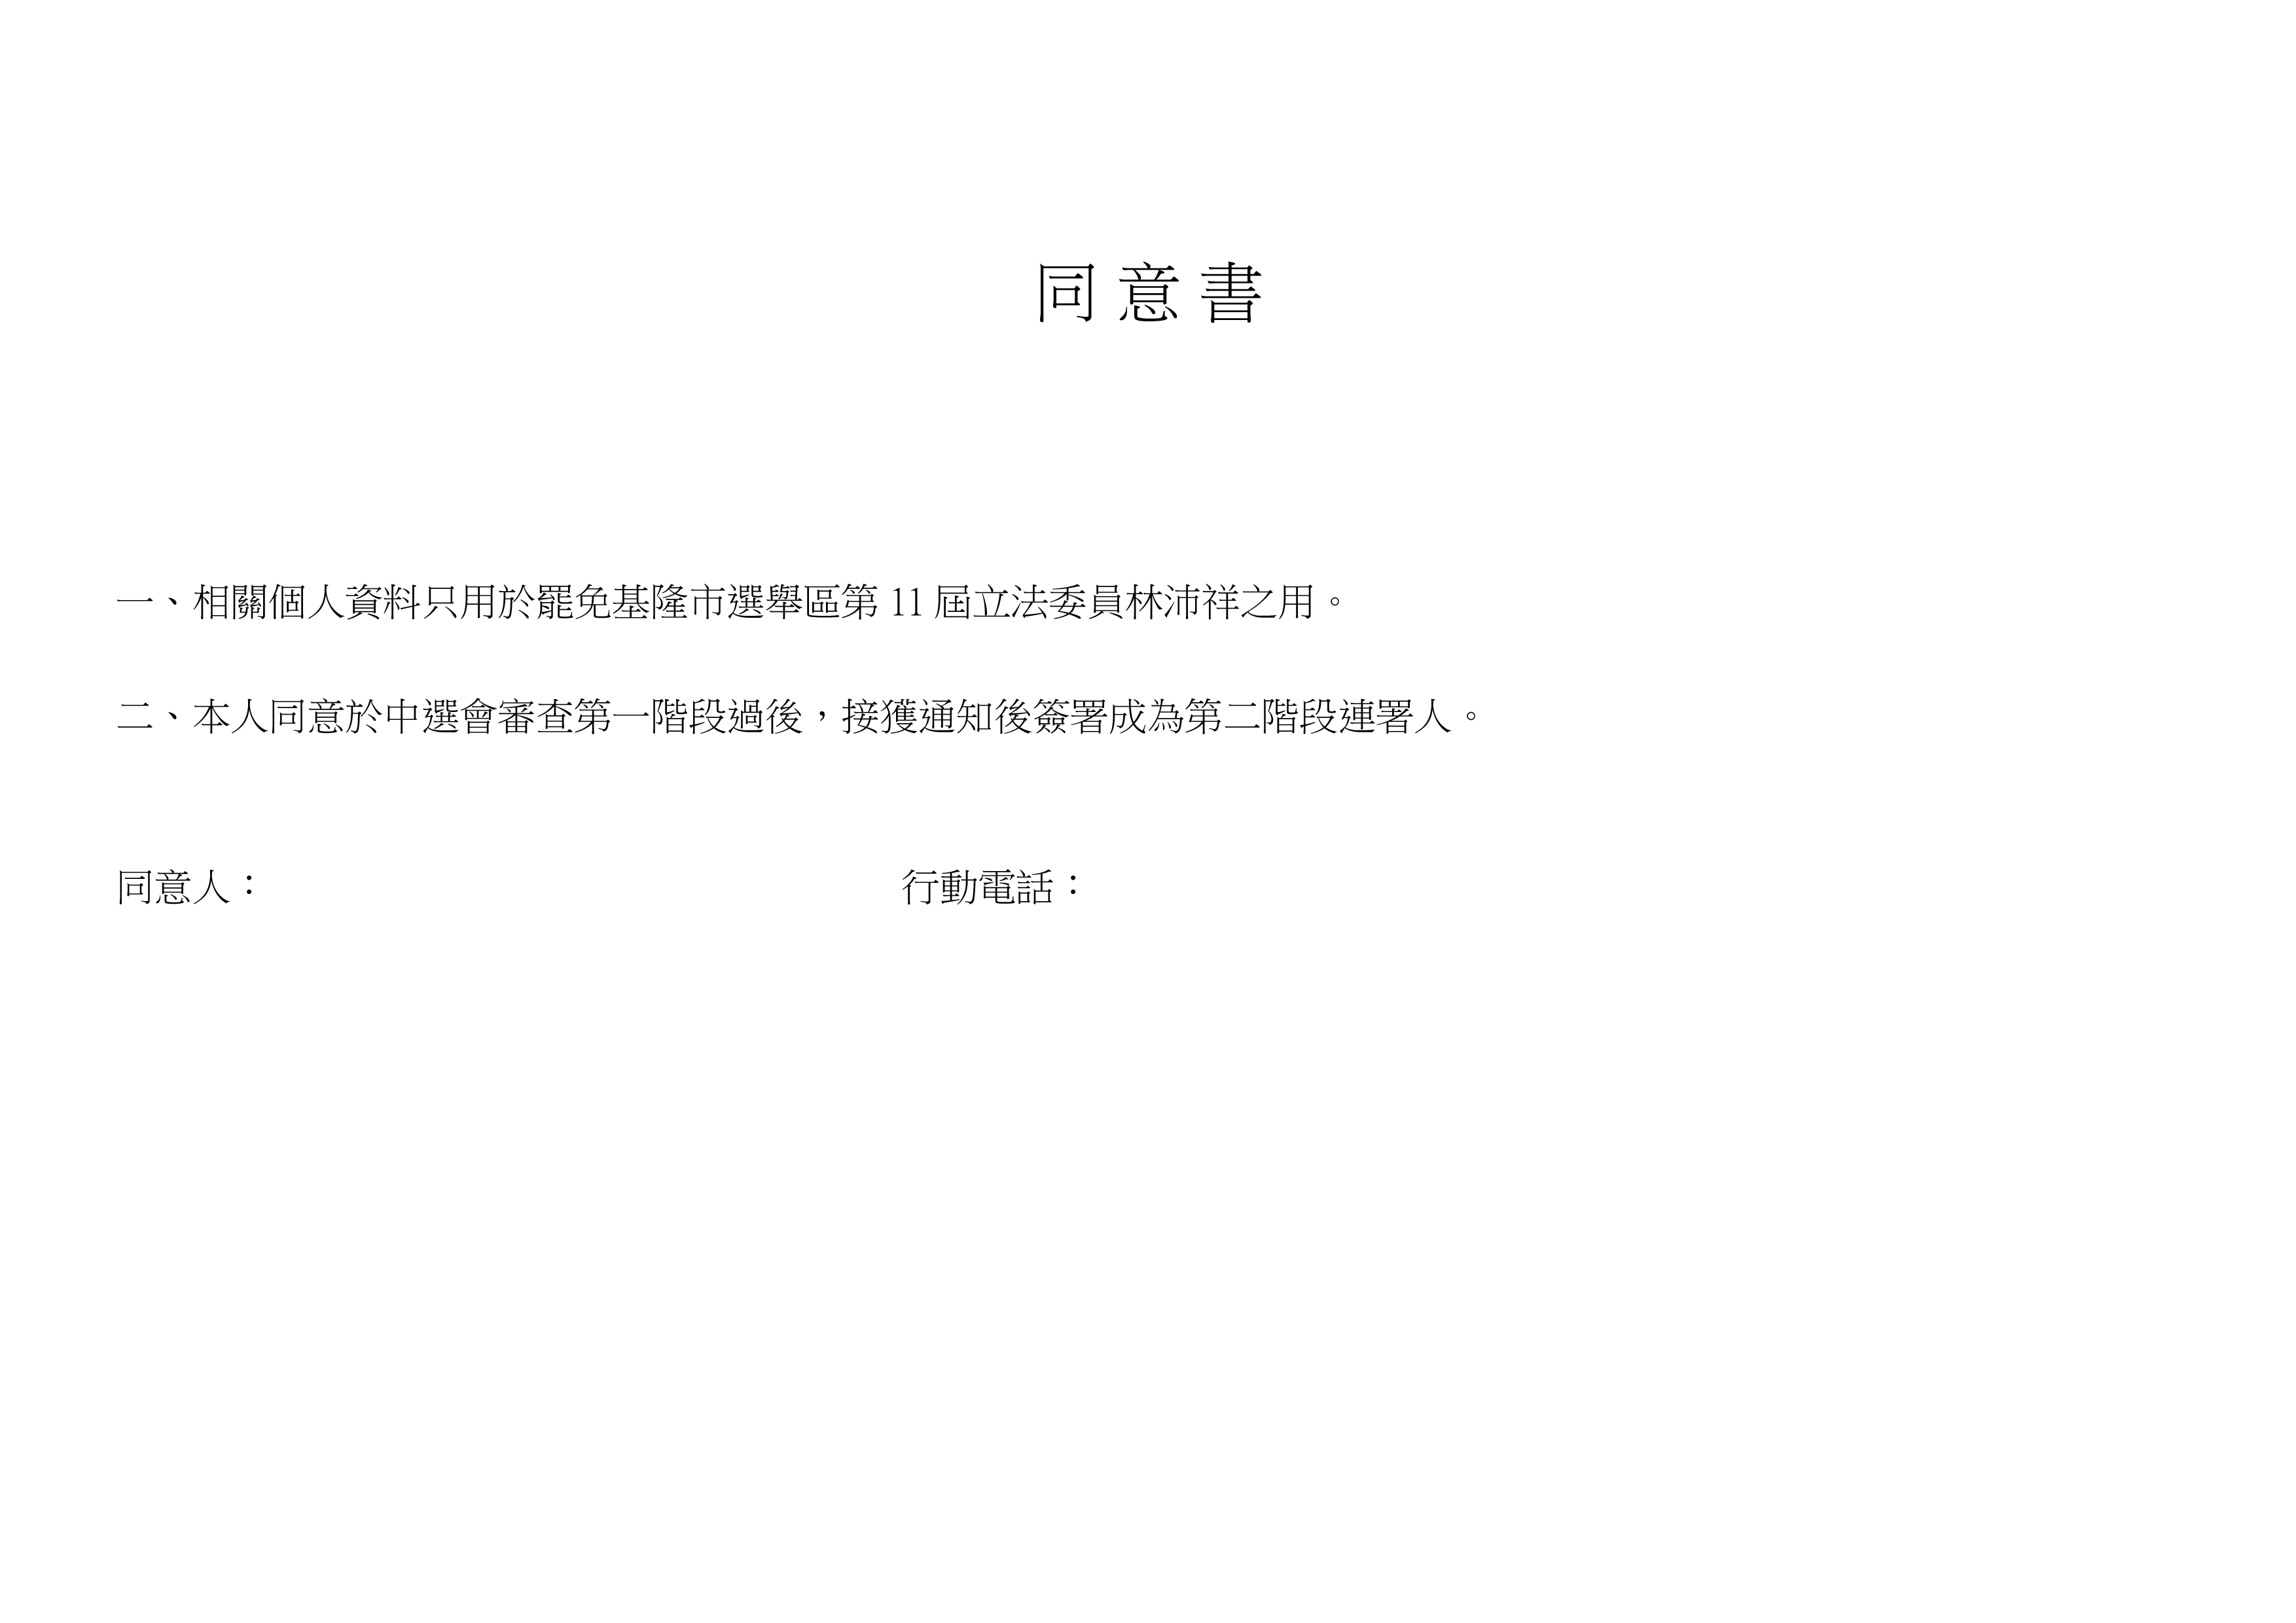 同意書
一、相關個人資料只用於罷免基隆市選舉區第 11 屆立法委員林沛祥之用。
二、本人同意於中選會審查第一階段過後，接獲通知後簽署成為第二階段連署人。
同意人： 行動電話：